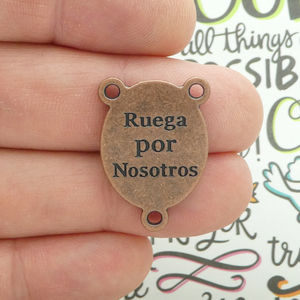 Ruega
por
Nosotros
all things
POSSIB